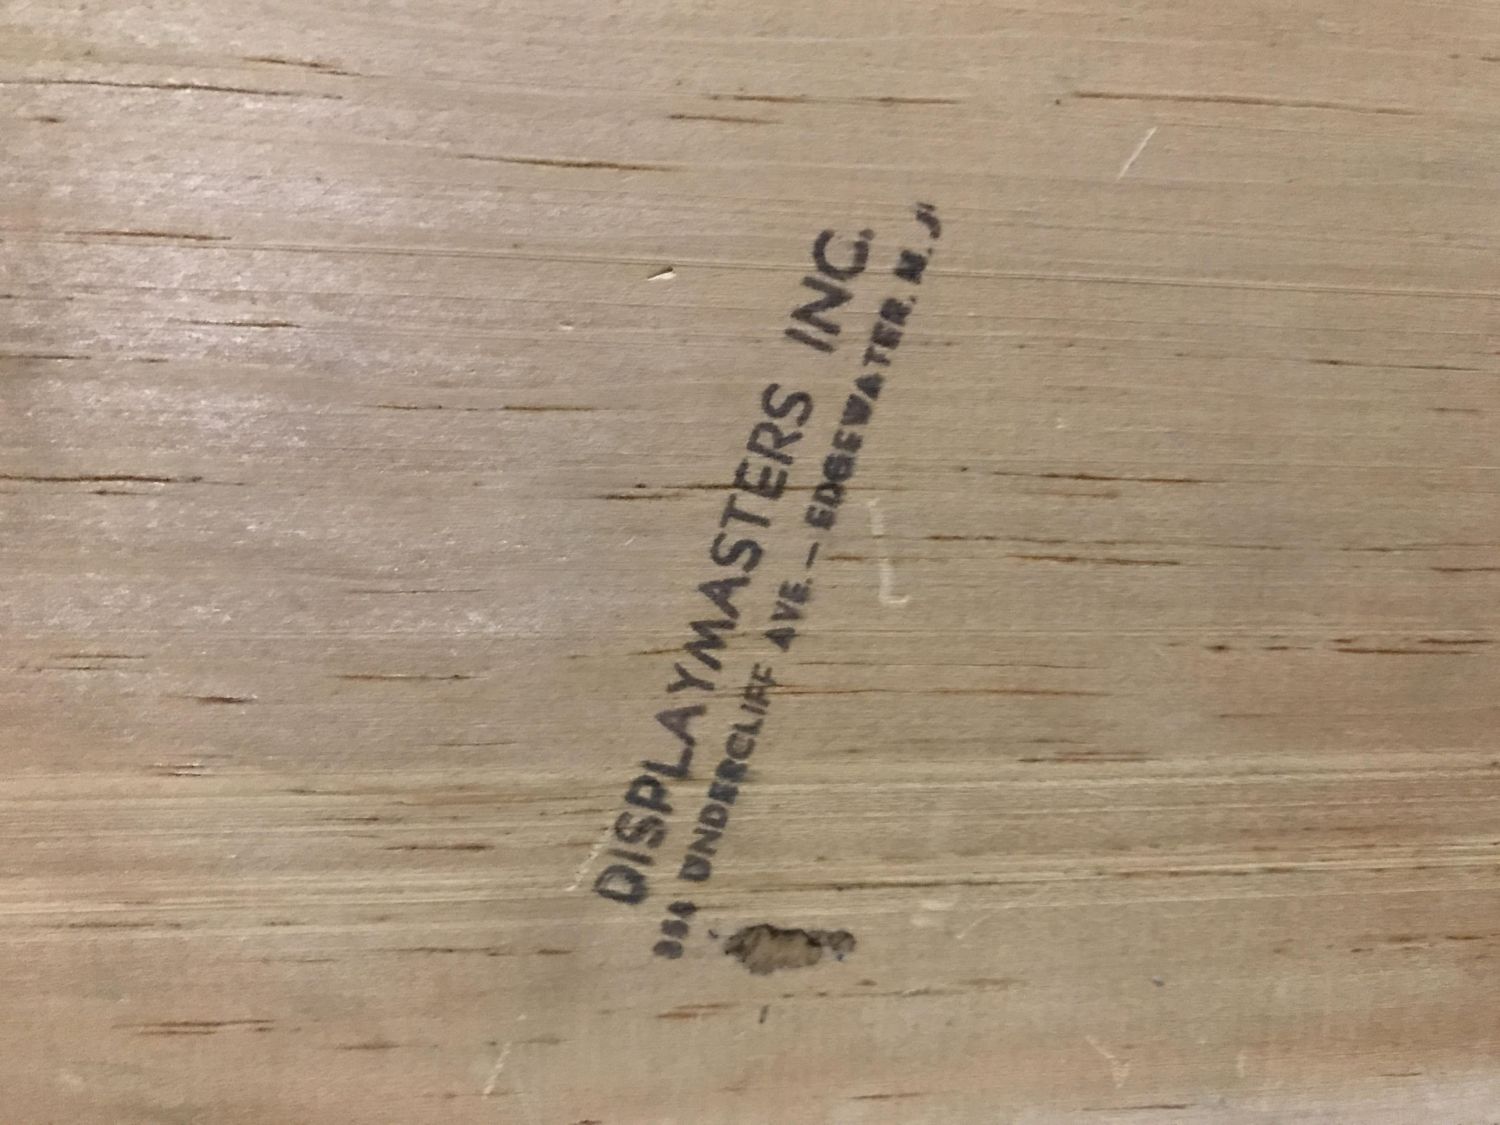 DISPLAYMASTERS INC.
UNDERCLIFF AVE. — EDGEWATER, N. J.